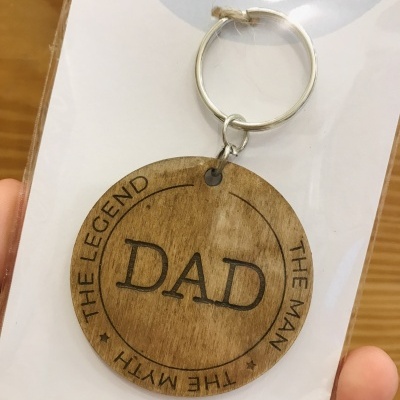 DAD
THE MAN
THE MYTH
THE LEGEND